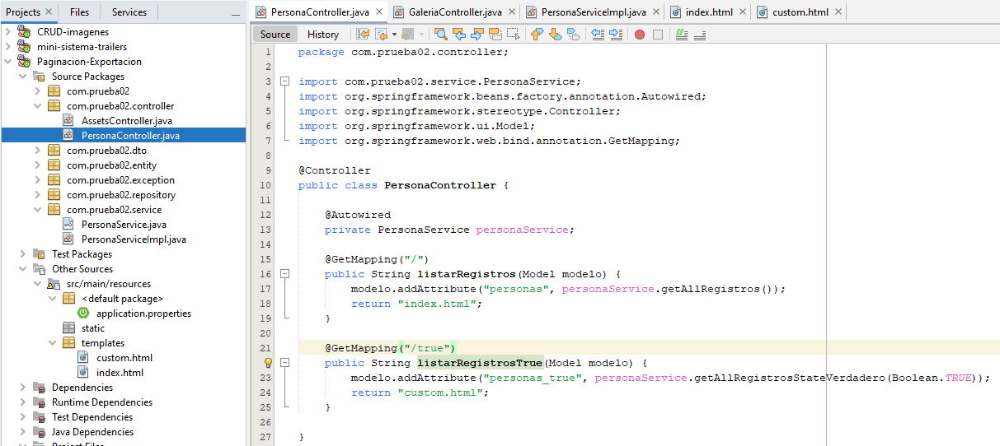 Projects × Files Services
CRUD-imagenes
mini-sistema-trailers
Paginacion-Exportacion
Source Packages
com.prueba02
com.prueba02.controller
AssetsController.java
PersonaController.java
com.prueba02.dto
com.prueba02.entity
com.prueba02.exception
com.prueba02.repository
com.prueba02.service
PersonaService.java
PersonaServiceImpl.java
Test Packages
Other Sources
src/main/resources
<default package>
application.properties
static
templates
custom.html
index.html
Dependencies
Runtime Dependencies
Test Dependencies
Java Dependencies
Project Files
PersonaController.java × GaleriaController.java × PersonaServiceImpl.java × index.html × custom.html ×
Source History
1 package com.prueba02.controller;
2
3 import com.prueba02.service.PersonaService;
4 import org.springframework.beans.factory.annotation.Autowired;
5 import org.springframework.stereotype.Controller;
6 import org.springframework.ui.Model;
7 import org.springframework.web.bind.annotation.GetMapping;
8
9 @Controller
10 public class PersonaController {
11
12 @Autowired
13 private PersonaService personaService;
14
15 @GetMapping("/")
16 public String listarRegistros(Model modelo) {
17 modelo.addAttribute("personas", personaService.getAllRegistros());
18 return "index.html";
19 }
20
21 @GetMapping("/true")
public String listarRegistrosTrue(Model modelo) {
23 modelo.addAttribute("personas_true", personaService.getAllRegistrosStateVerdadero(Boolean.TRUE));
24 return "custom.html";
25 }
26
27 }